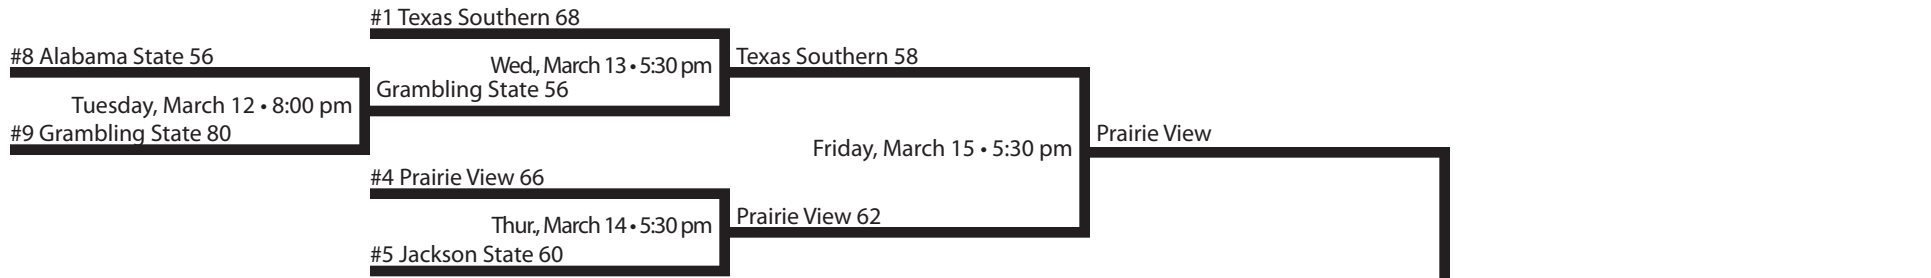 #1 Texas Southern 68
#8 Alabama State 56
Texas Southern 58
Wed., March 13 • 5:30 pm
Grambling State 56
Tuesday, March 12 • 8:00 pm
#9 Grambling State 80
Prairie View
Friday, March 15 • 5:30 pm
#4 Prairie View 66
Prairie View 62
Thur., March 14 • 5:30 pm
#5 Jackson State 60